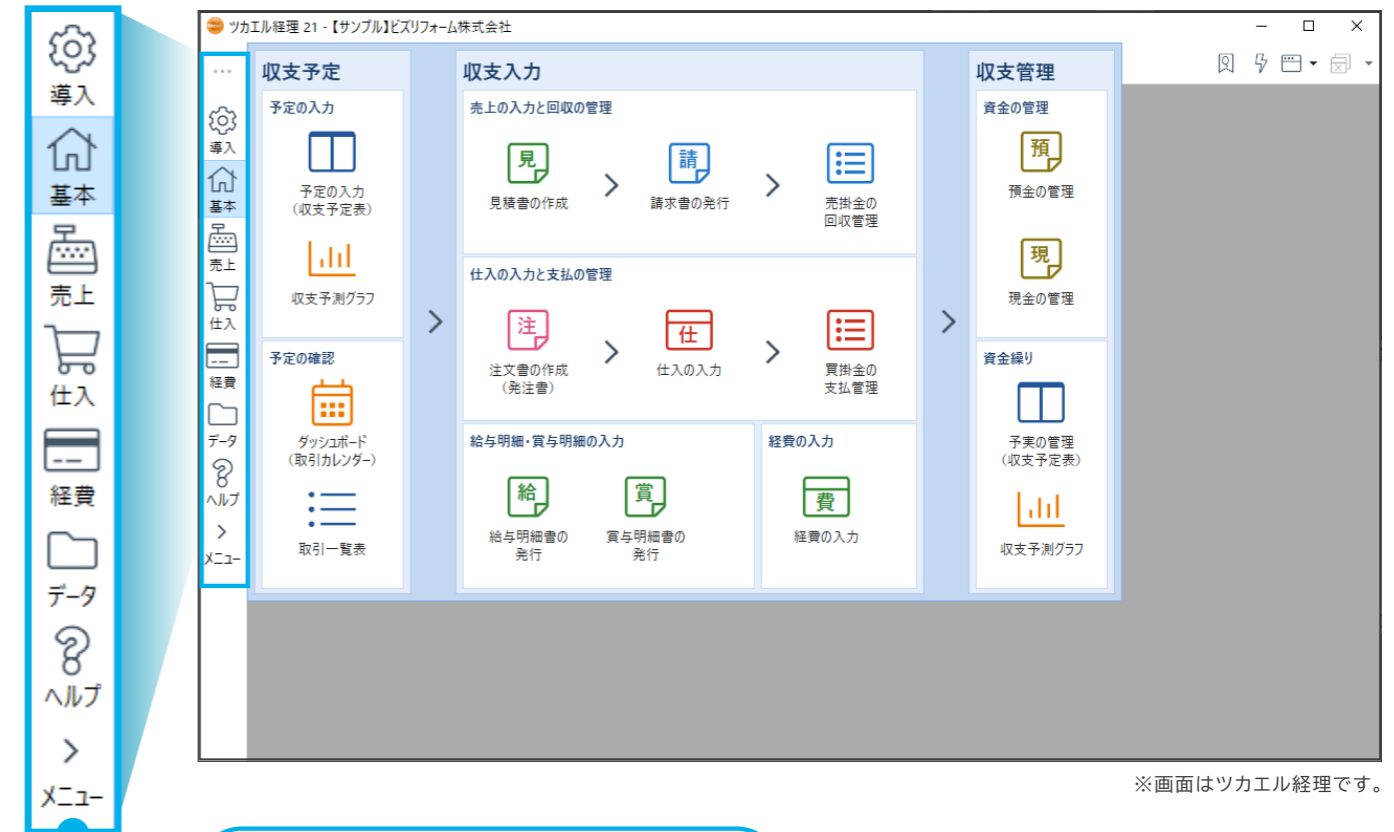 導入
基本
売上
仕入
経費
データ
ヘルプ
メニュー
ツカエル経理 21 - 【サンプル】ビズリフォーム株式会社
導入
基本
売上
仕入
経費
データ
ヘルプ
メニュー
収支予定
予定の入力
予定の入力
(収支予定表)
収支予測グラフ
予定の確認
ダッシュボード
(取引カレンダー)
取引一覧表
収支入力
売上の入力と回収の管理
見
見積書の作成
請
請求書の発行
売掛金の
回収管理
仕入の入力と支払の管理
注
注文書の作成
(発注書)
仕
仕入の入力
買掛金の
支払管理
給与明細・賞与明細の入力
給
給与明細書の
発行
賞
賞与明細書の
発行
経費の入力
費
経費の入力
収支管理
資金の管理
預
預金の管理
現
現金の管理
資金繰り
予実の管理
(収支予定表)
収支予測グラフ
※画面はツカエル経理です。